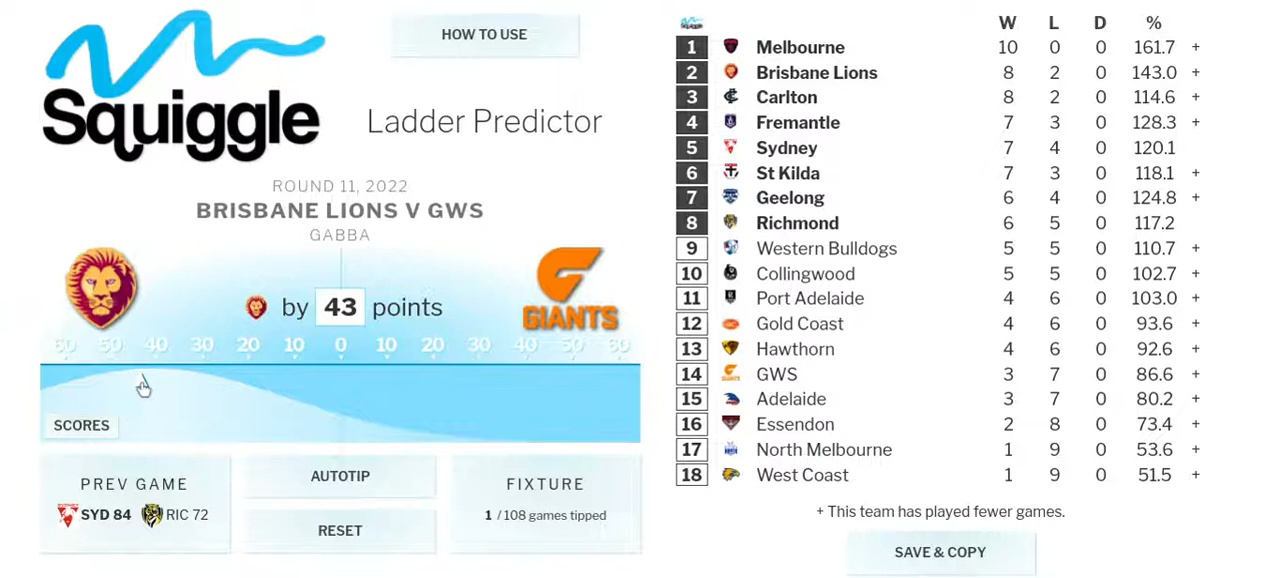 HOW TO USE
Squiggle
Ladder Predictor
ROUND 11, 2022
BRISBANE LIONS V GWS
GABBA
by 43 points
GIANTS
60 50 40 30 20 10 0 10 20 30 40 50 60
SCORES
PREV GAME
SYD 84 RIC 72
AUTOTIP
RESET
FIXTURE
1 / 108 games tipped
Squiggle W L D %
1 Melbourne 10 0 0 161.7 +
2 Brisbane Lions 8 2 0 143.0 +
3 Carlton 8 2 0 114.6 +
4 Fremantle 7 3 0 128.3 +
5 Sydney 7 4 0 120.1
6 St Kilda 7 3 0 118.1 +
7 Geelong 6 4 0 124.8 +
8 Richmond 6 5 0 117.2
9 Western Bulldogs 5 5 0 110.7 +
10 Collingwood 5 5 0 102.7 +
11 Port Adelaide 4 6 0 103.0 +
12 Gold Coast 4 6 0 93.6 +
13 Hawthorn 4 6 0 92.6 +
14 GWS 3 7 0 86.6 +
15 Adelaide 3 7 0 80.2 +
16 Essendon 2 8 0 73.4 +
17 North Melbourne 1 9 0 53.6 +
18 West Coast 1 9 0 51.5 +
+ This team has played fewer games.
SAVE & COPY